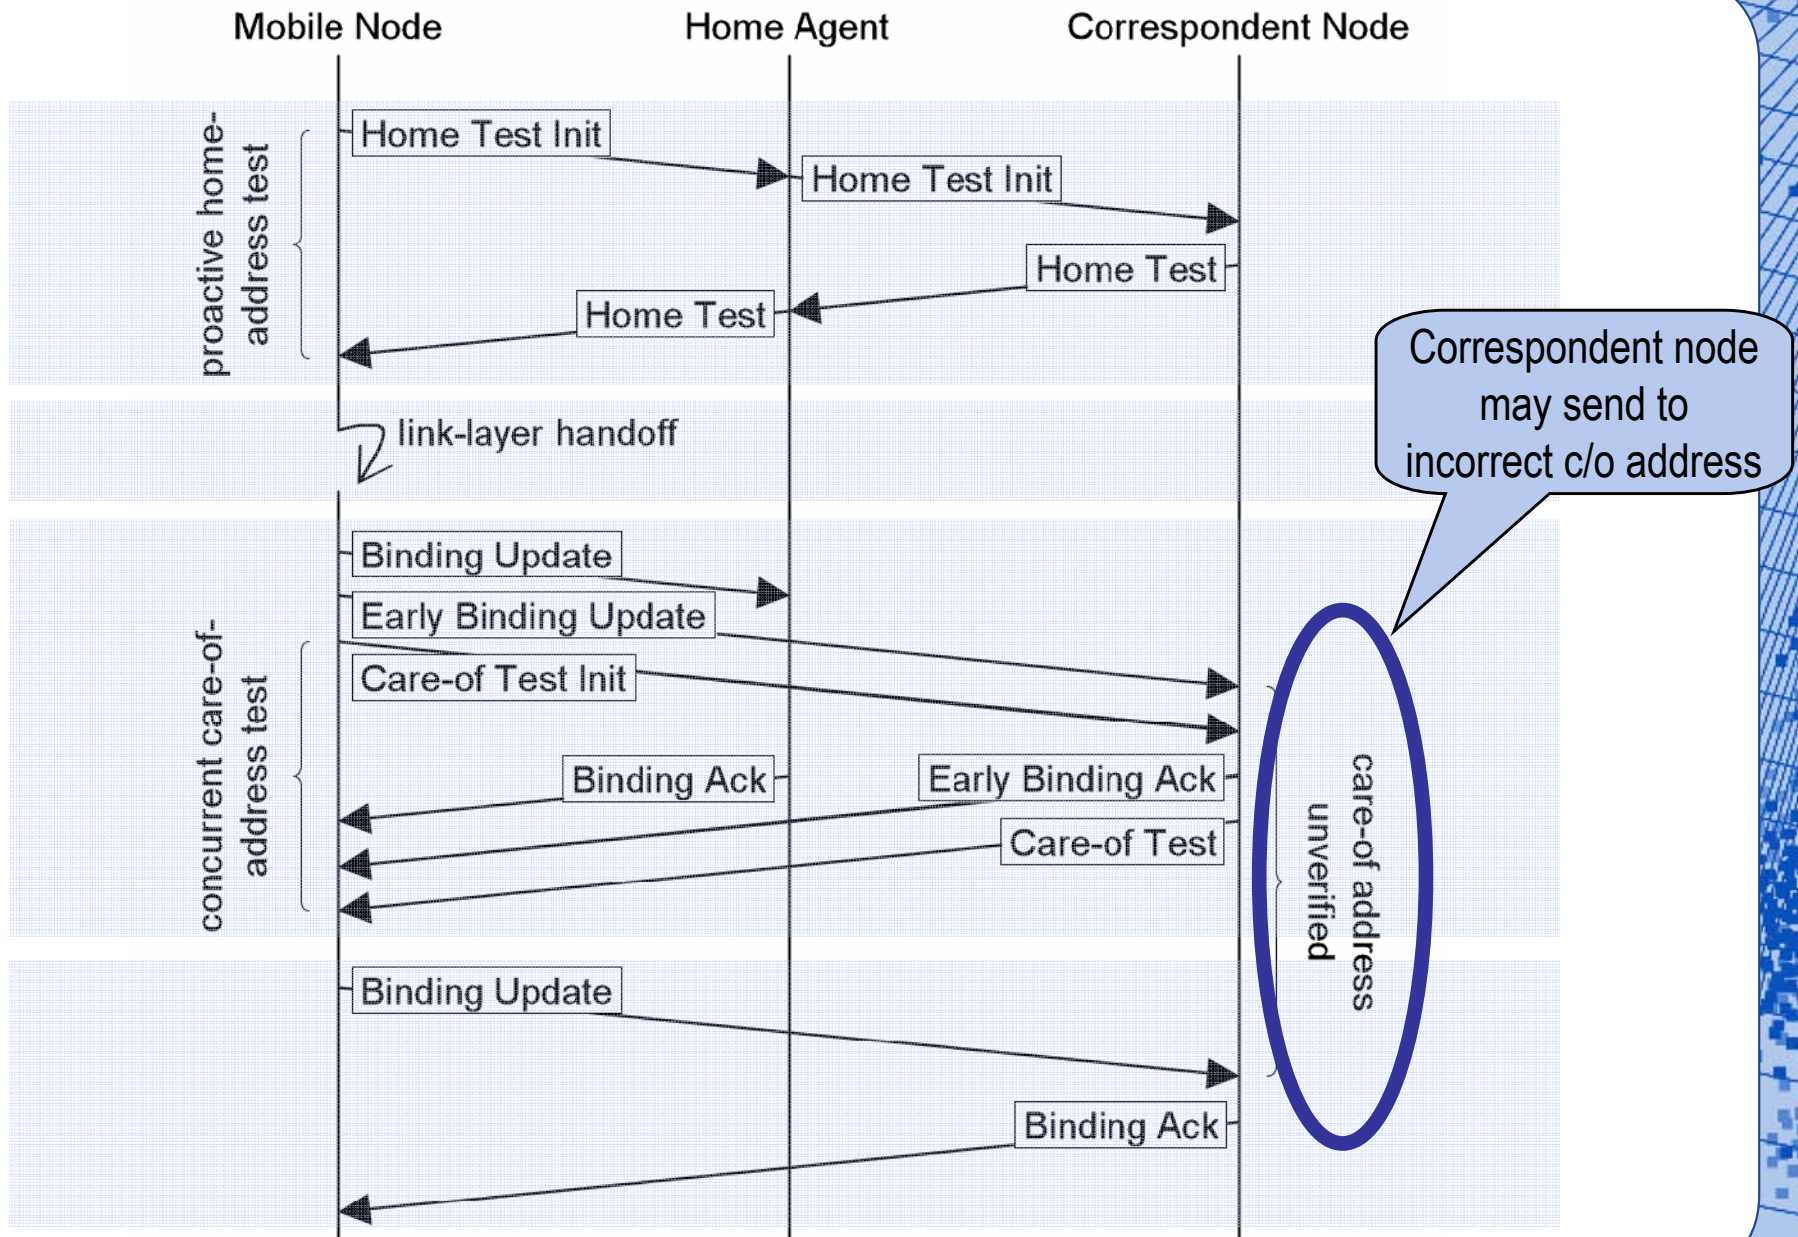 Mobile Node
Home Agent
Correspondent Node
proactive home-
address test
Home Test Init
Home Test Init
Home Test
Home Test
Correspondent node
may send to
incorrect c/o address
link-layer handoff
concurrent care-of-
address test
Binding Update
Early Binding Update
Care-of Test Init
Binding Ack
Early Binding Ack
Care-of Test
care-of address
unverified
Binding Update
Binding Ack